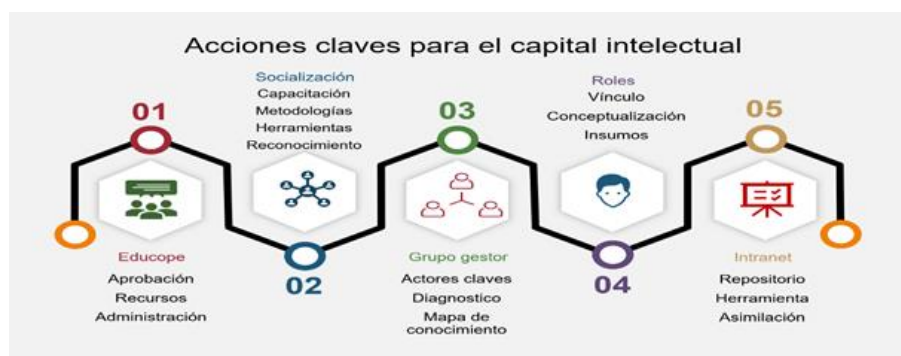 Acciones claves para el capital intelectual
01
Educope
Aprobación
Recursos
Administración
Socialización
Capacitación
Metodologías
Herramientas
Reconocimiento
02
03
Grupo gestor
Actores claves
Diagnostico
Mapa de
conocimiento
Roles
Vínculo
Conceptualización
Insumos
04
05
Intranet
Repositorio
Herramienta
Asimilación